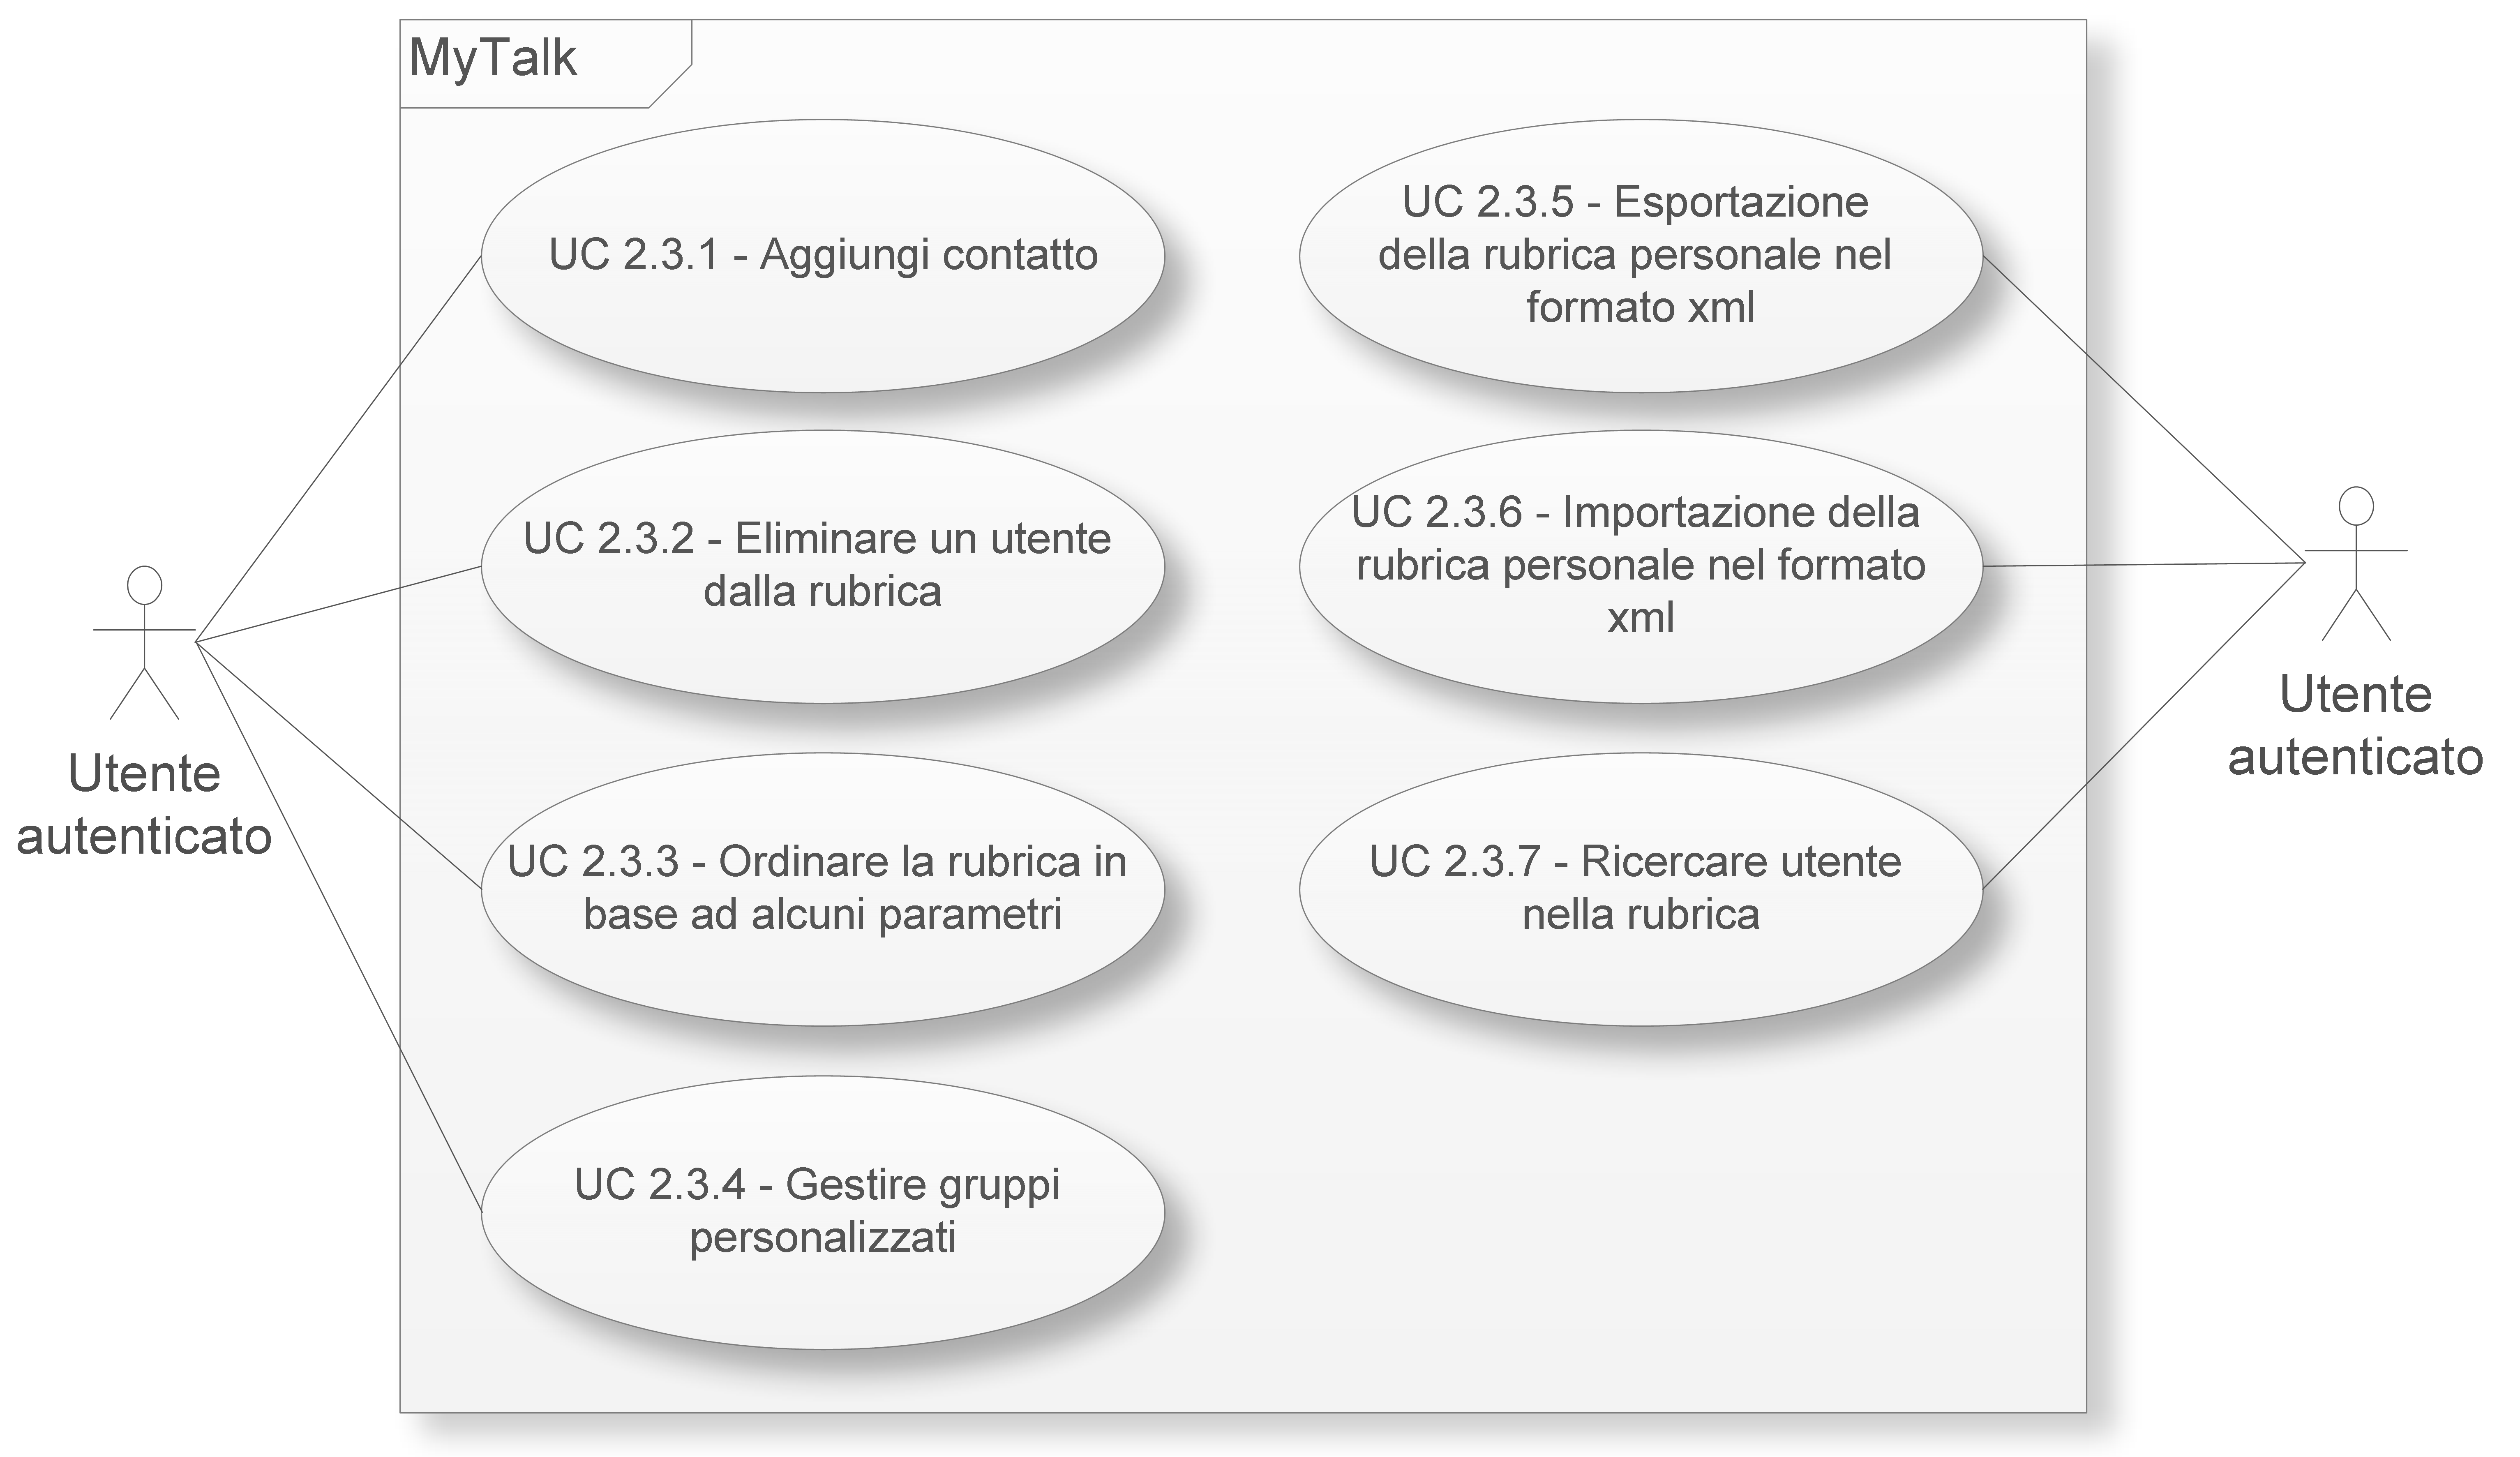 MyTalk
UC 2.3.1 - Aggiungi contatto
UC 2.3.2 - Eliminare un utente
dalla rubrica
UC 2.3.3 - Ordinare la rubrica in
base ad alcuni parametri
UC 2.3.4 - Gestire gruppi
personalizzati
UC 2.3.5 - Esportazione
della rubrica personale nel
formato xml
UC 2.3.6 - Importazione della
rubrica personale nel formato
xml
UC 2.3.7 - Ricercare utente
nella rubrica
Utente
autenticato
Utente
autenticato